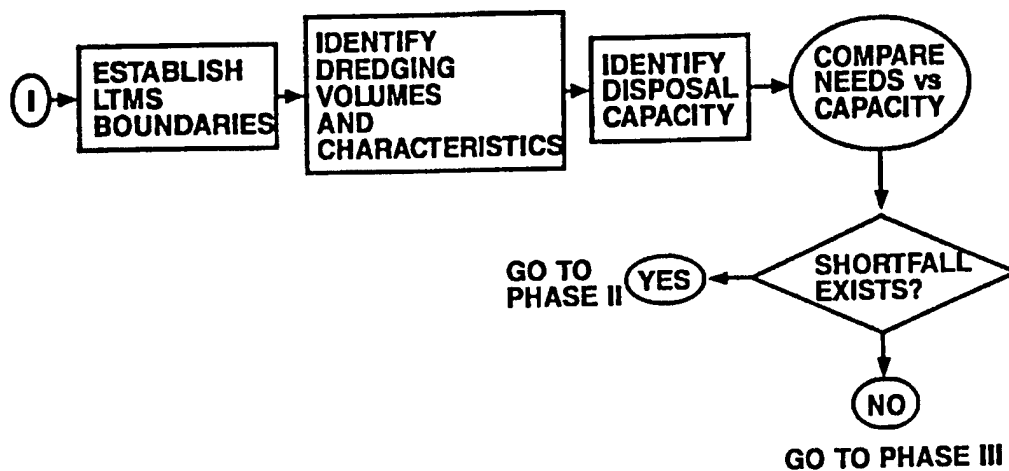 I
ESTABLISH
LTMS
BOUNDARIES
IDENTIFY
DREDGING
VOLUMES
AND
CHARACTERISTICS
IDENTIFY
DISPOSAL
CAPACITY
COMPARE
NEEDS vs
CAPACITY
SHORTFALL
EXISTS?
YES
GO TO
PHASE II
NO
GO TO PHASE III